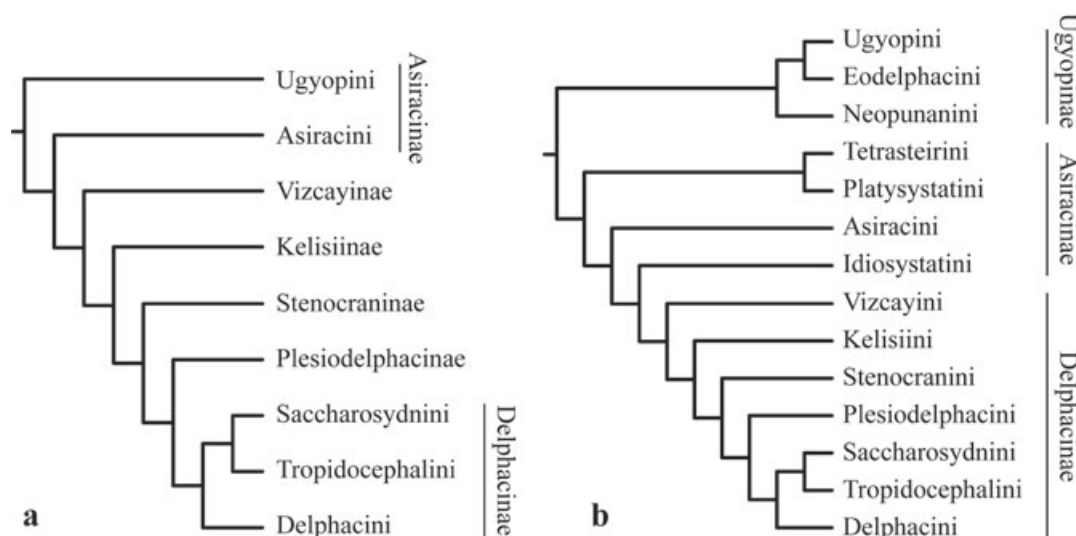 Ugyopini
Asiracini
Asiracinae
Vizcayinae
Kelisiinae
Stenocraninae
Plesiodelphacinae
Saccharosydnini
Tropidocephalini
Delphacini
Delphacinae
a
Ugyopini
Eodelphacini
Neopunanini
Ugyopinae
Tetrasteirini
Platysystatini
Asiracini
Idiosystatini
Asiracinae
Vizcayini
Kelisiini
Stenocranini
Plesiodelphacini
Saccharosydnini
Tropidocephalini
Delphacini
Delphacinae
b